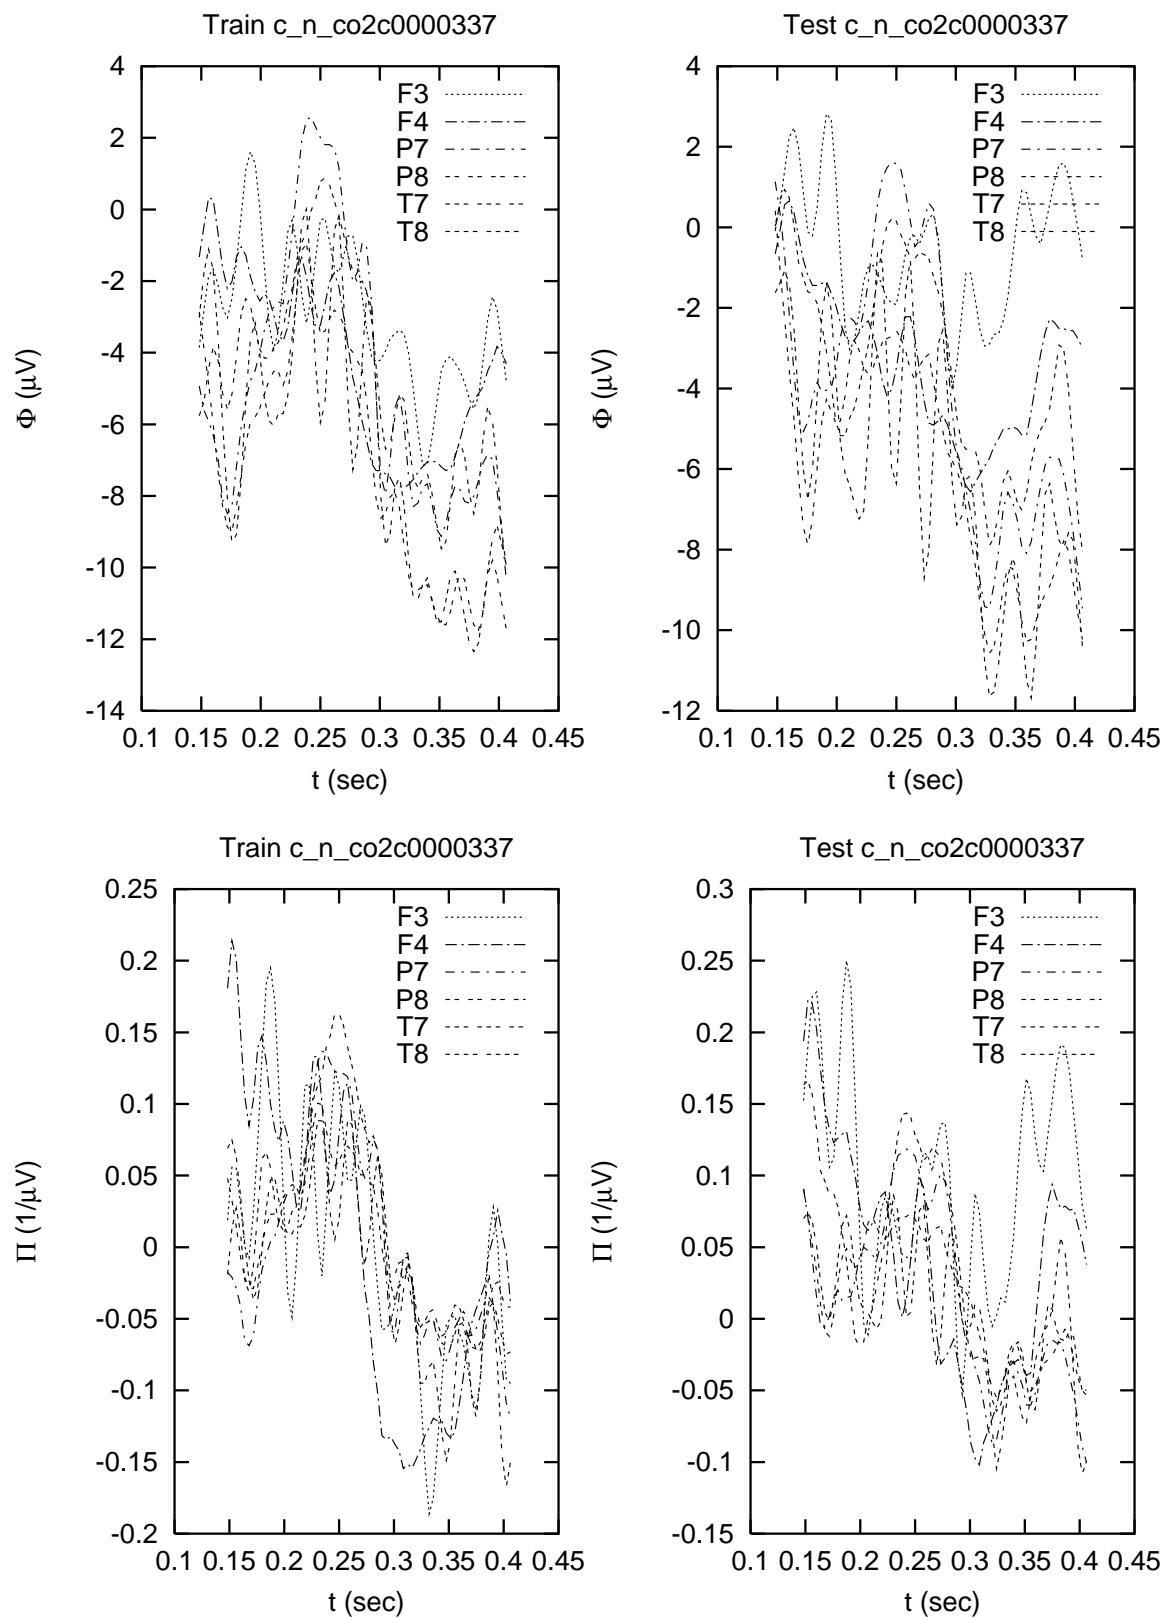 Train c_n_co2c0000337
4
2
0
-2
-4
-6
-8
-10
-12
-14
0.1 0.15 0.2 0.25 0.3 0.35 0.4 0.45
Φ (μV)
t (sec)
F3
F4
P7
P8
T7
T8
Test c_n_co2c0000337
4
2
0
-2
-4
-6
-8
-10
-12
0.1 0.15 0.2 0.25 0.3 0.35 0.4 0.45
Φ (μV)
t (sec)
F3
F4
P7
P8
T7
T8
Train c_n_co2c0000337
0.25
0.2
0.15
0.1
0.05
0
-0.05
-0.1
-0.15
-0.2
0.1 0.15 0.2 0.25 0.3 0.35 0.4 0.45
Π (1/μV)
t (sec)
F3
F4
P7
P8
T7
T8
Test c_n_co2c0000337
0.3
0.25
0.2
0.15
0.1
0.05
0
-0.05
-0.1
-0.15
0.1 0.15 0.2 0.25 0.3 0.35 0.4 0.45
Π (1/μV)
t (sec)
F3
F4
P7
P8
T7
T8